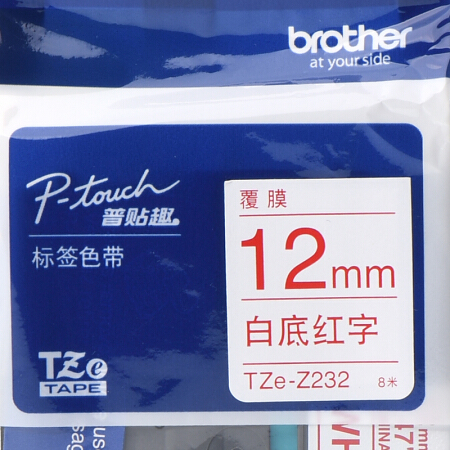 brother
at your side
P-touch
普贴趣
标签色带
覆膜
12mm
白底红字
TZe-Z232 8米
TZe
TAPE